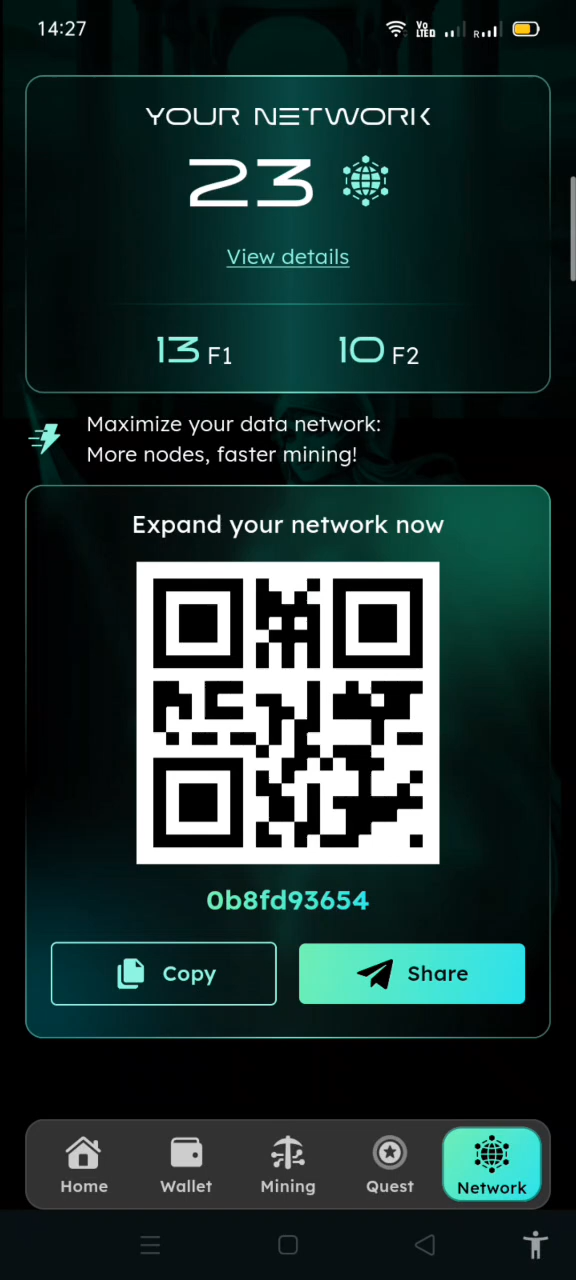 14:27
Vo
LTED
R
YOUR NETWORK
23
View details
13 F1
10 F2
Maximize your data network:
More nodes, faster mining!
Expand your network now
0b8fd93654
Copy
Share
Home
Wallet
Mining
Quest
Network